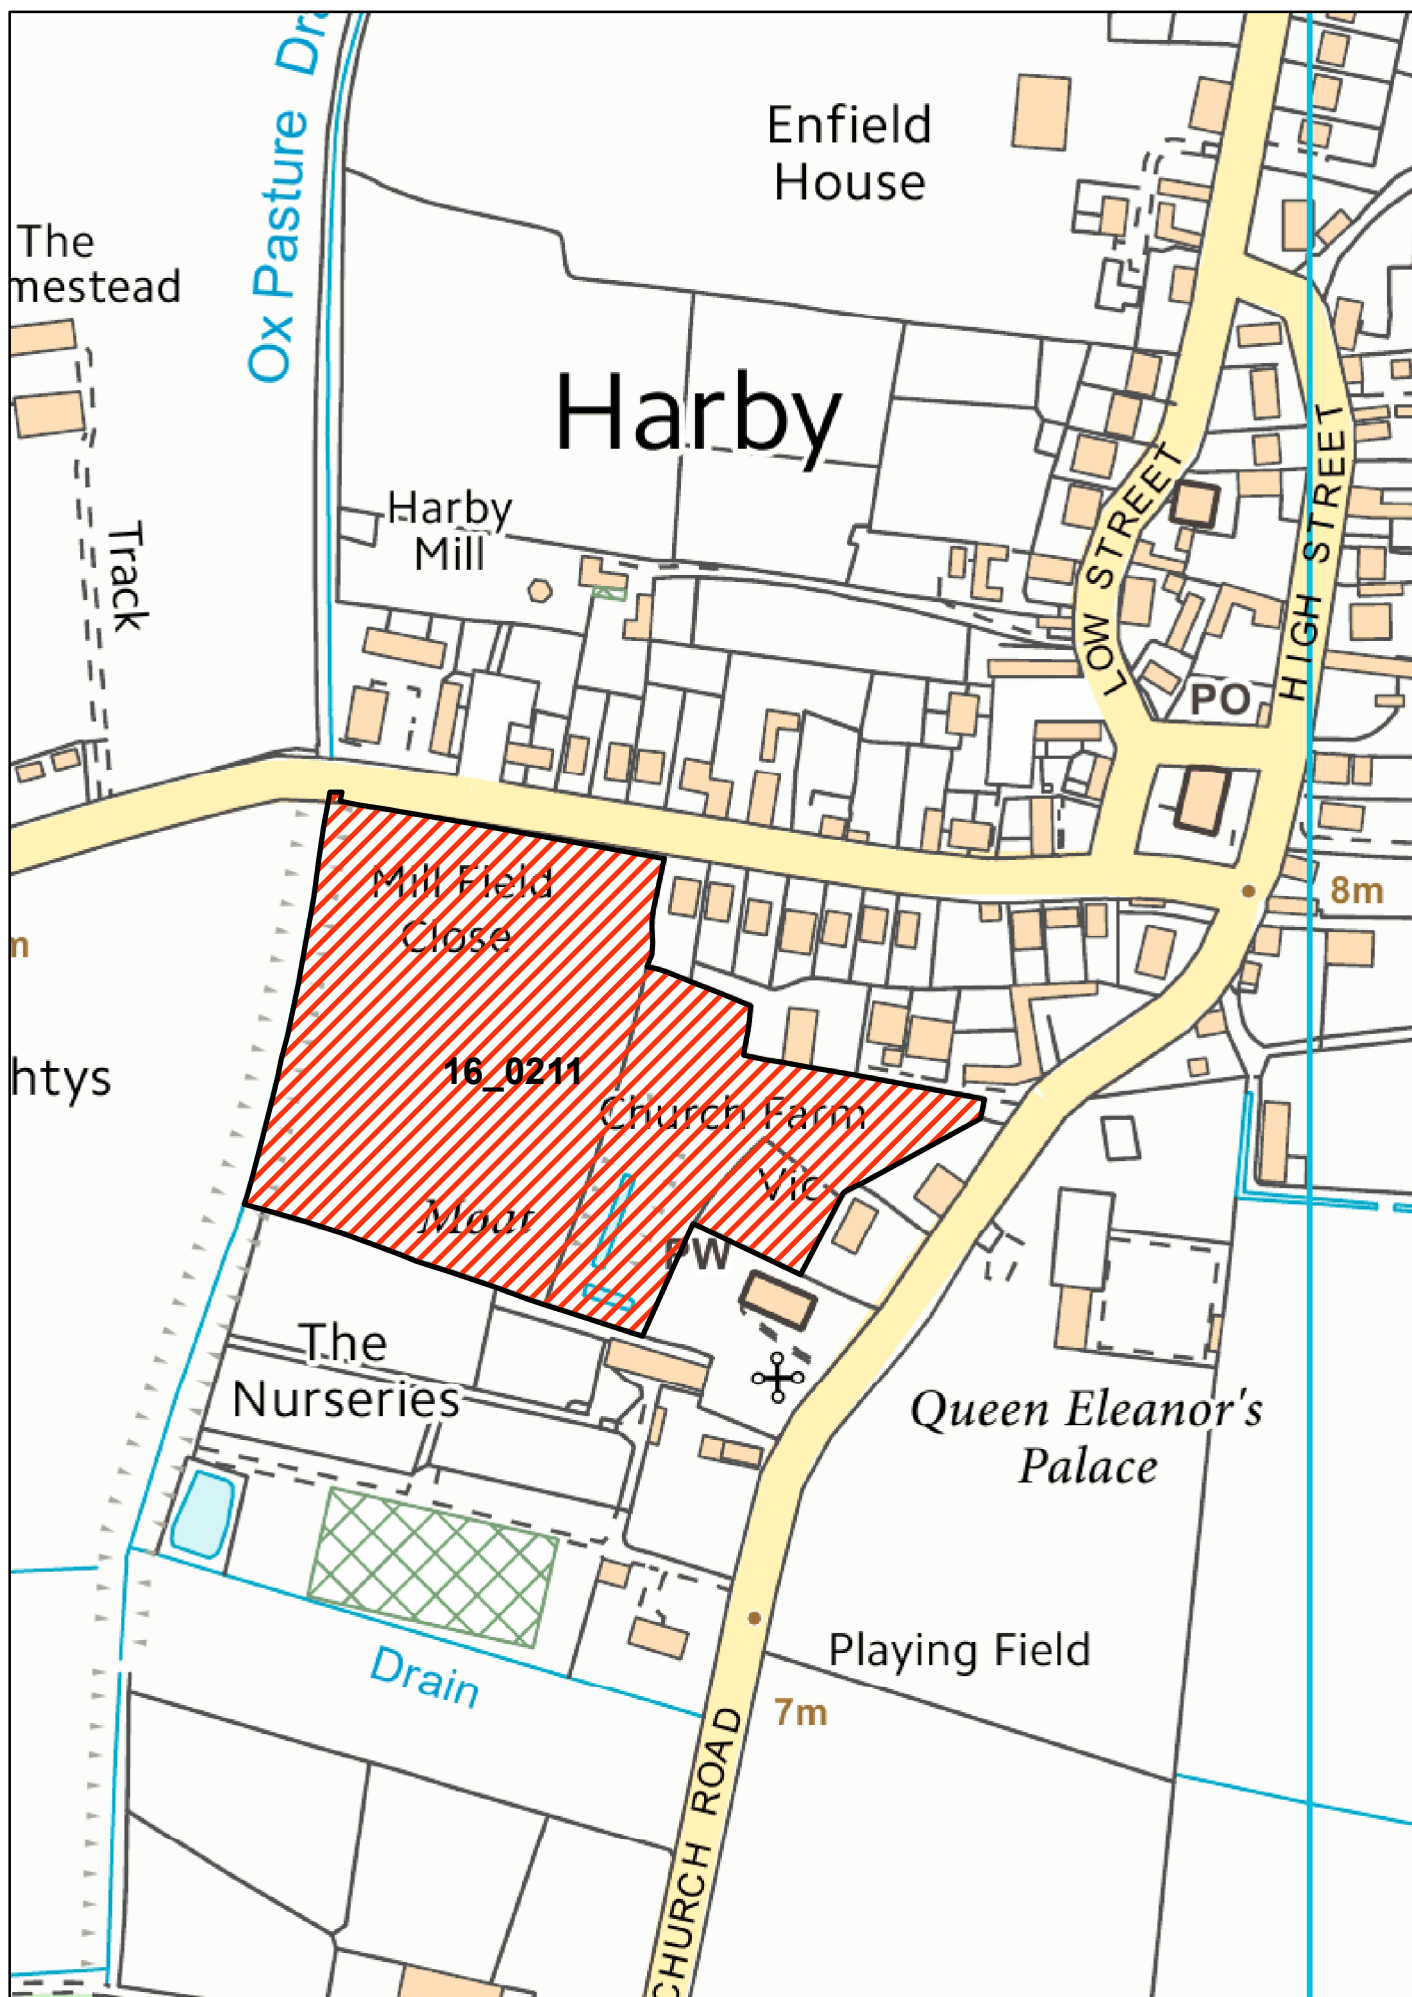 Ox Pasture
Enfield
House
The
mestead
Harby
Harby
Mill
Track
LOW STREET
HIGH STREET
PO
Mill Field
Close
8m
m
htys
16_0211
Church Farm
Vic
Moat
PW
The
Nurseries
Queen Eleanor's
Palace
Playing Field
Drain
7m
CHURCH ROAD